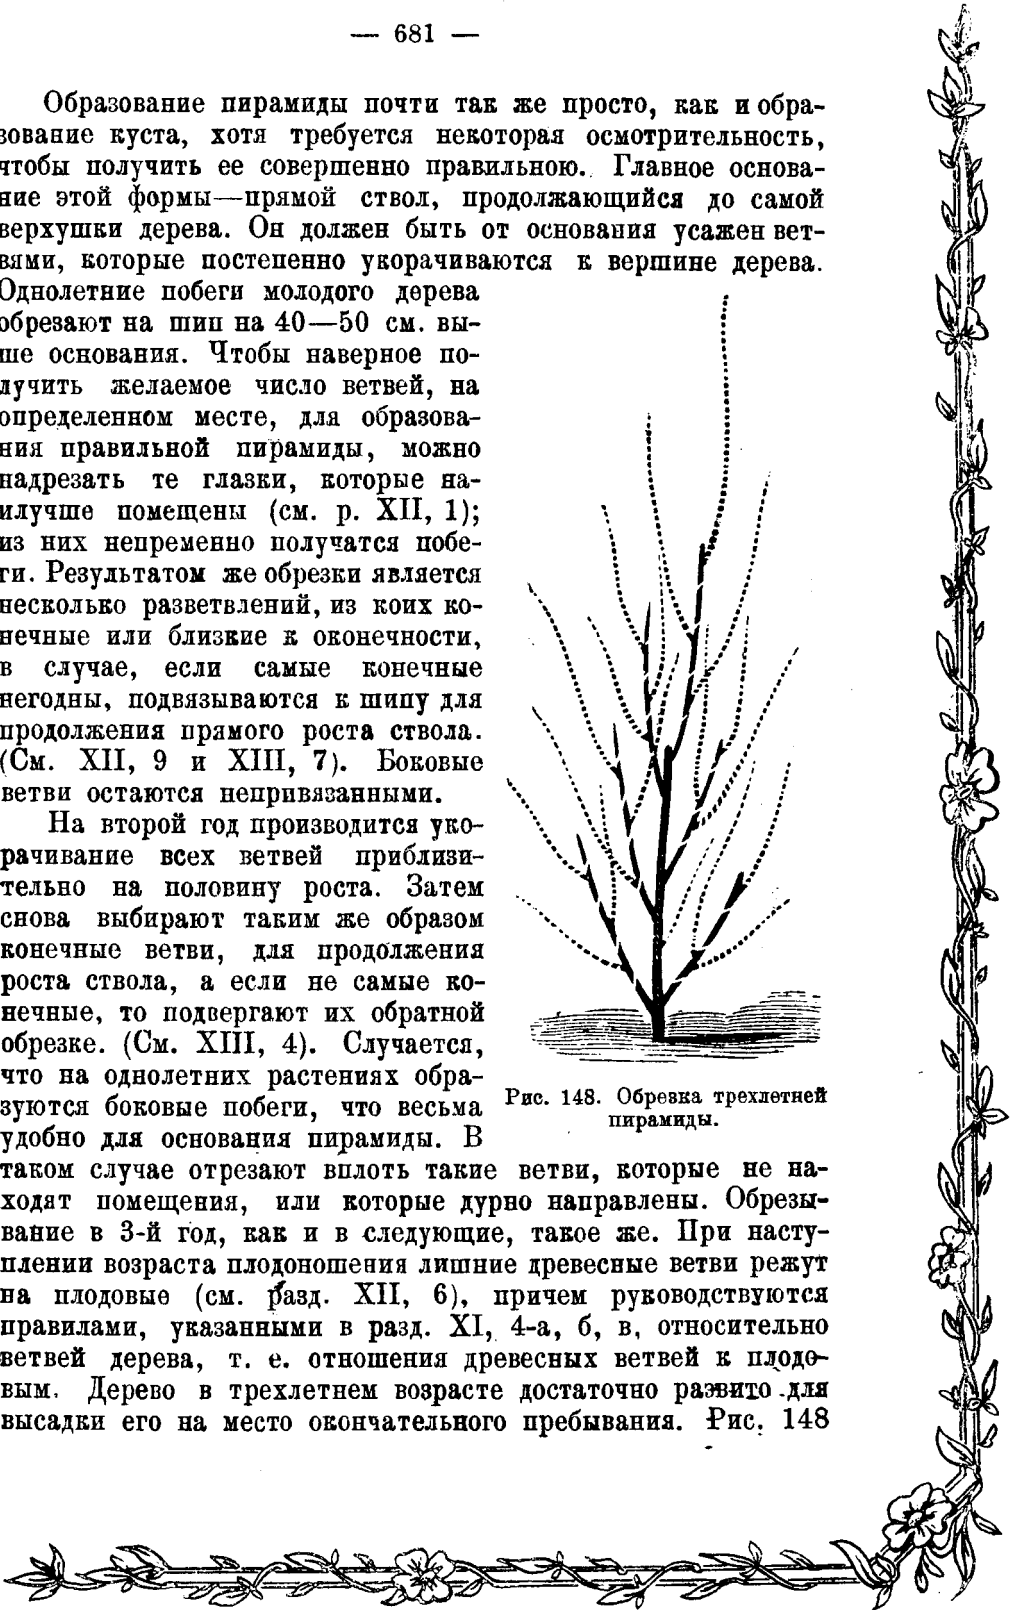 — 681 —
Образование пирамиды почти так же просто, как и обра-
зование куста, хотя требуется некоторая осмотрительность,
чтобы получить ее совершенно правильною. Главное основа-
ние этой формы—прямой ствол, продолжающийся до самой
верхушки дерева. Он должен быть от основания усажен вет-
вями, которые постепенно укорачиваются к вершине дерева.
Однолетние побеги молодого дерева
обрезают на шип на 40—50 см. вы-
ше основания. Чтобы наверное по-
лучить желаемое число ветвей, на
определенном месте, для образова-
ния правильной пирамиды, можно
надрезать те глазки, которые на-
илучше помещены (см. р. XII, 1);
из них непременно получатся побе-
ги. Результатом же обрезки является
несколько разветвлений, из коих ко-
нечные или близкие к оконечности,
в случае, если самые конечные
негодны, подвязываются к шипу для
продолжения прямого роста ствола.
(См. XII, 9 и XIII, 7). Боковые
ветви остаются непривязанными.
На второй год производится уко-
рачивание всех ветвей приблизи-
тельно на половину роста. Затем
снова выбирают таким же образом
конечные ветви, для продолжения
роста ствола, а если не самые ко-
нечные, то подвергают их обратной
обрезке. (См. XIII, 4). Случается,
что на однолетних растениях обра-
зуются боковые побеги, что весьма
удобно для основания пирамиды. В
Рис. 148. Обрезка трехлетней
пирамиды.
таком случае отрезают вплоть такие ветви, которые не на-
ходят помещения, или которые дурно направлены. Обрезы-
вание в 3-й год, как и в следующие, такое же. При насту-
плении возраста плодоношения лишние древесные ветви режут
на плодовые (см. разд. XII, 6), причем руководствуются
правилами, указанными в разд. XI, 4-а, б, в, относительно
ветвей дерева, т. е. отношения древесных ветвей к плодо-
вым. Дерево в трехлетнем возрасте достаточно развито для
высадки его на место окончательного пребывания. Рис. 148